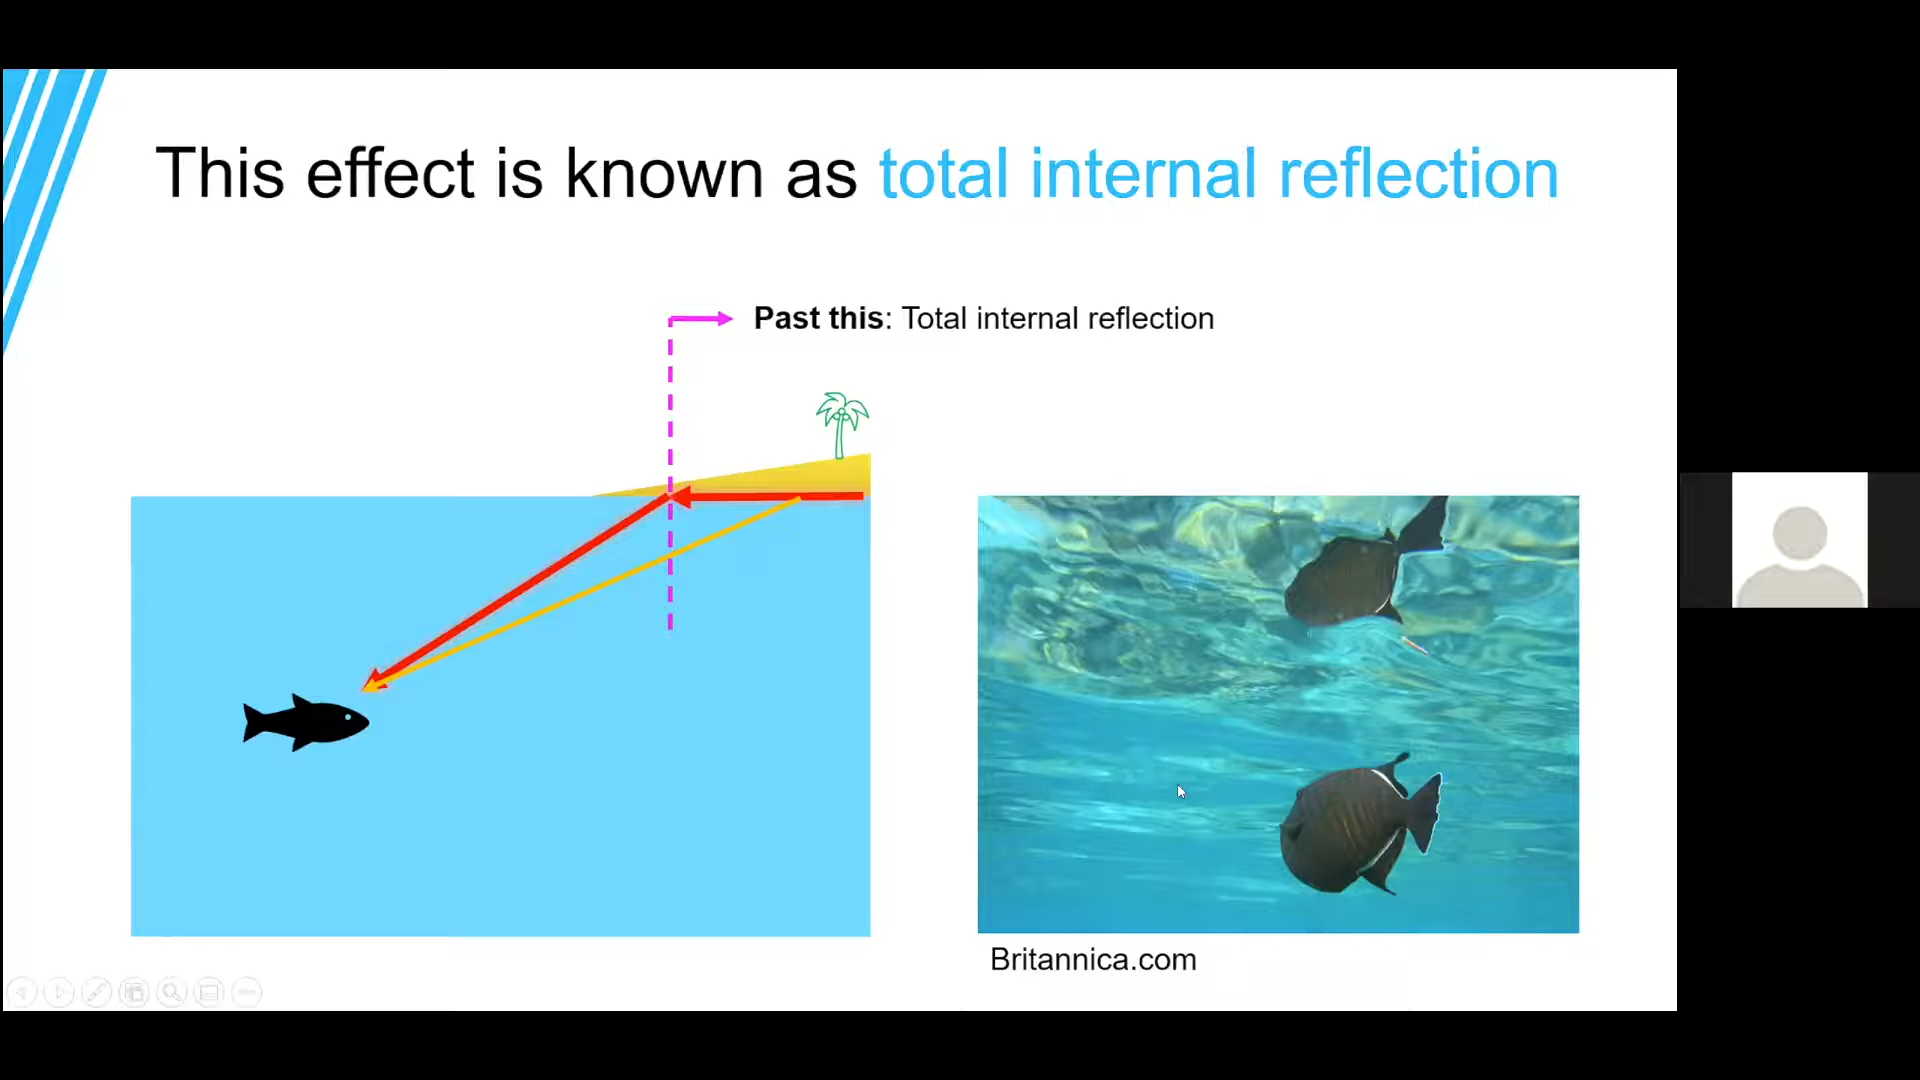 This effect is known as total internal reflection
Past this: Total internal reflection
Britannica.com